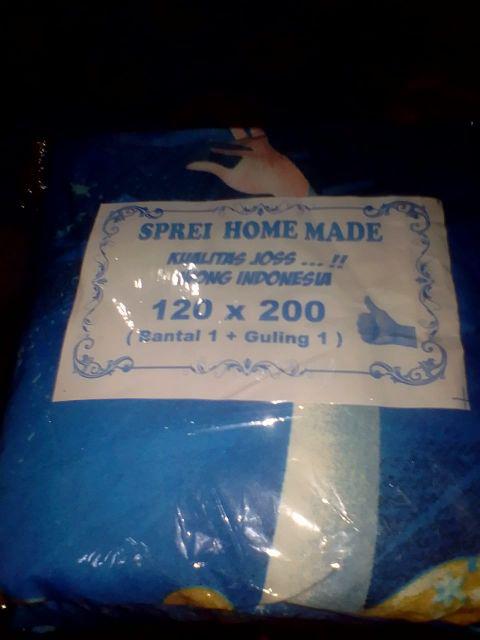 SPREI HOME MADE
KUALITAS JOSS ... !!
INDONESIA
120 x 200
( Bantal 1 + Guling 1 )